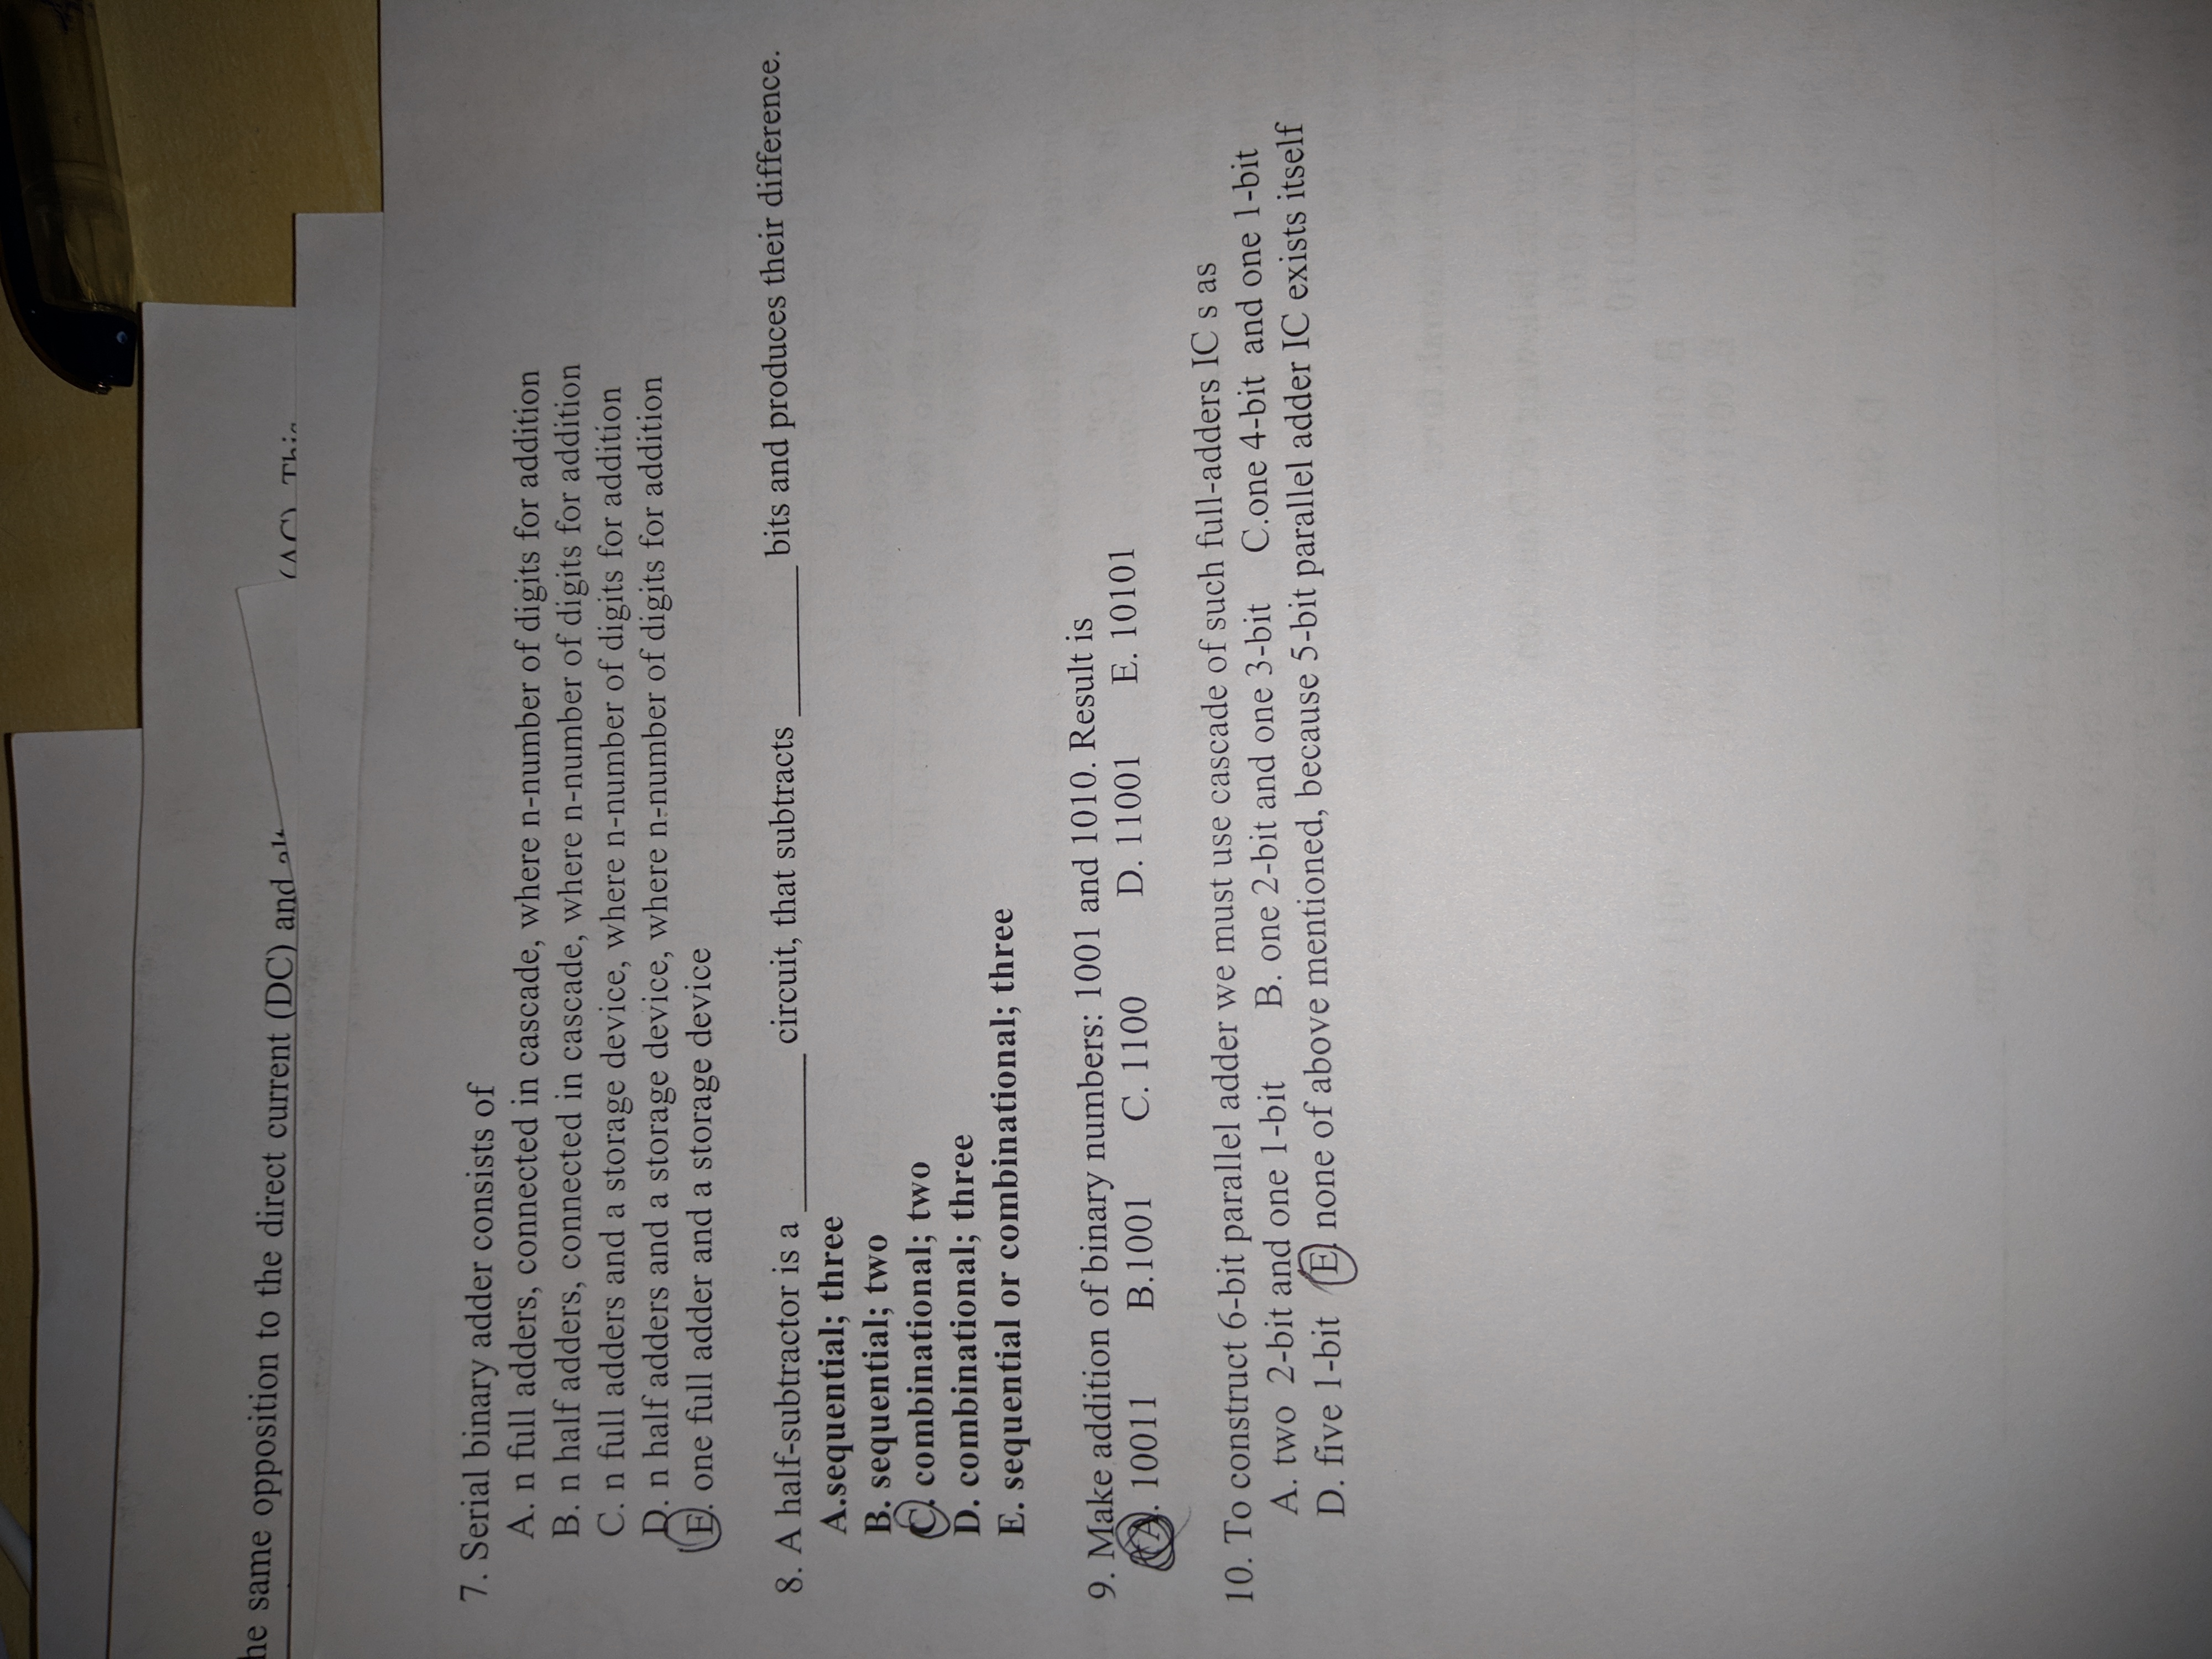 he same opposition to the direct current (DC) and
(AC). This
7. Serial binary adder consists of
A. n full adders, connected in cascade, where n-number of digits for addition
B. n half adders, connected in cascade, where n-number of digits for addition
C. n full adders and a storage device, where n-number of digits for addition
D. n half adders and a storage device, where n-number of digits for addition
E. one full adder and a storage device
8. A half-subtractor is a ________ circuit, that subtracts ________ bits and produces their difference.
A.sequential; three
B. sequential; two
C. combinational; two
D. combinational; three
E. sequential or combinational; three
9. Make addition of binary numbers: 1001 and 1010. Result is
A. 10011 B.1001 C. 1100 D. 11001 E. 10101
10. To construct 6-bit parallel adder we must use cascade of such full-adders IC s as
A. two 2-bit and one 1-bit B. one 2-bit and one 3-bit C.one 4-bit and one 1-bit
D. five 1-bit E. none of above mentioned, because 5-bit parallel adder IC exists itself